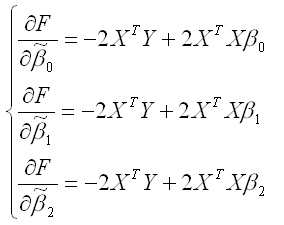 ∂F/∂β̃₀ = −2XᵀY + 2XᵀXβ₀
∂F/∂β̃₁ = −2XᵀY + 2XᵀXβ₁
∂F/∂β̃₂ = −2XᵀY + 2XᵀXβ₂